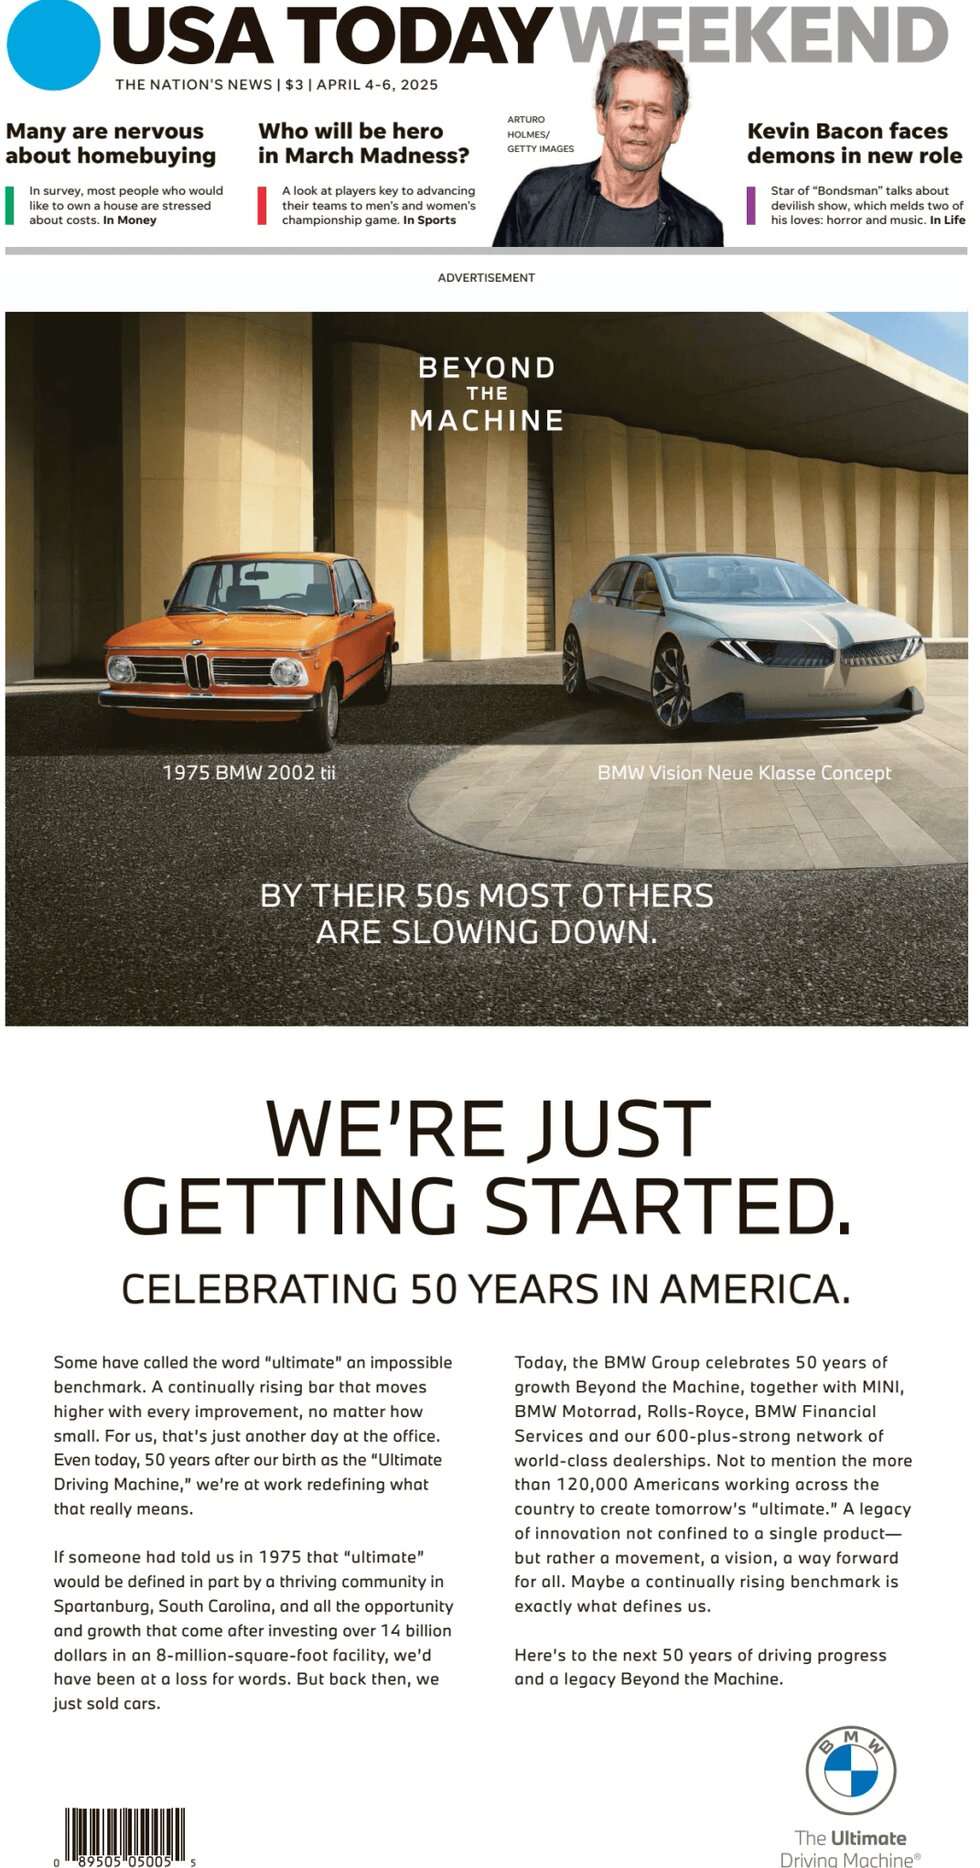 USA TODAY WEEKEND
THE NATION'S NEWS | $3 | APRIL 4-6, 2025
Many are nervous
about homebuying
In survey, most people who would
like to own a house are stressed
about costs. In Money
Who will be hero
in March Madness?
A look at players key to advancing
their teams to men's and women's
championship game. In Sports
ARTURO
HOLMES/
GETTY IMAGES
Kevin Bacon faces
demons in new role
Star of “Bondsman” talks about
devilish show, which melds two of
his loves: horror and music. In Life
ADVERTISEMENT
BEYOND
THE
MACHINE
1975 BMW 2002 tii
BMW Vision Neue Klasse Concept
BY THEIR 50s MOST OTHERS
ARE SLOWING DOWN.
WE'RE JUST
GETTING STARTED.
CELEBRATING 50 YEARS IN AMERICA.
Some have called the word “ultimate” an impossible
benchmark. A continually rising bar that moves
higher with every improvement, no matter how
small. For us, that's just another day at the office.
Even today, 50 years after our birth as the “Ultimate
Driving Machine,” we're at work redefining what
that really means.
If someone had told us in 1975 that “ultimate”
would be defined in part by a thriving community in
Spartanburg, South Carolina, and all the opportunity
and growth that come after investing over 14 billion
dollars in an 8-million-square-foot facility, we'd
have been at a loss for words. But back then, we
just sold cars.
Today, the BMW Group celebrates 50 years of
growth Beyond the Machine, together with MINI,
BMW Motorrad, Rolls-Royce, BMW Financial
Services and our 600-plus-strong network of
world-class dealerships. Not to mention the more
than 120,000 Americans working across the
country to create tomorrow's “ultimate.” A legacy
of innovation not confined to a single product—
but rather a movement, a vision, a way forward
for all. Maybe a continually rising benchmark is
exactly what defines us.
Here's to the next 50 years of driving progress
and a legacy Beyond the Machine.
BMW
The Ultimate
Driving Machine®
0 89505 05005 5